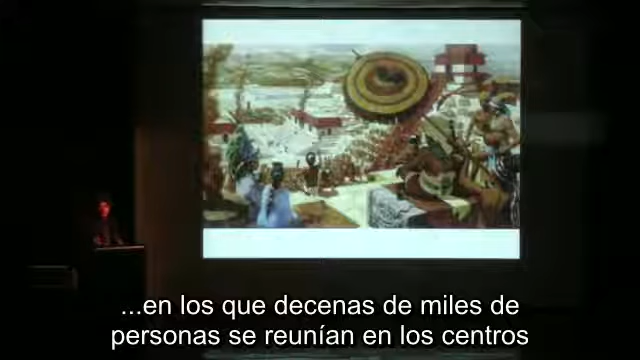 ...en los que decenas de miles de
personas se reunían en los centros